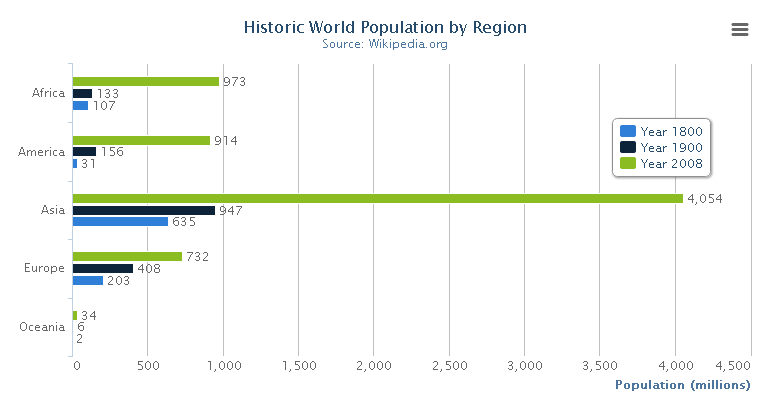 Historic World Population by Region
Source: Wikipedia.org
Africa
973
133
107
America
914
156
31
Asia
4,054
947
635
Europe
732
408
203
Oceania
34
6
2
Year 1800
Year 1900
Year 2008
0 500 1,000 1,500 2,000 2,500 3,000 3,500 4,000 4,500
Population (millions)